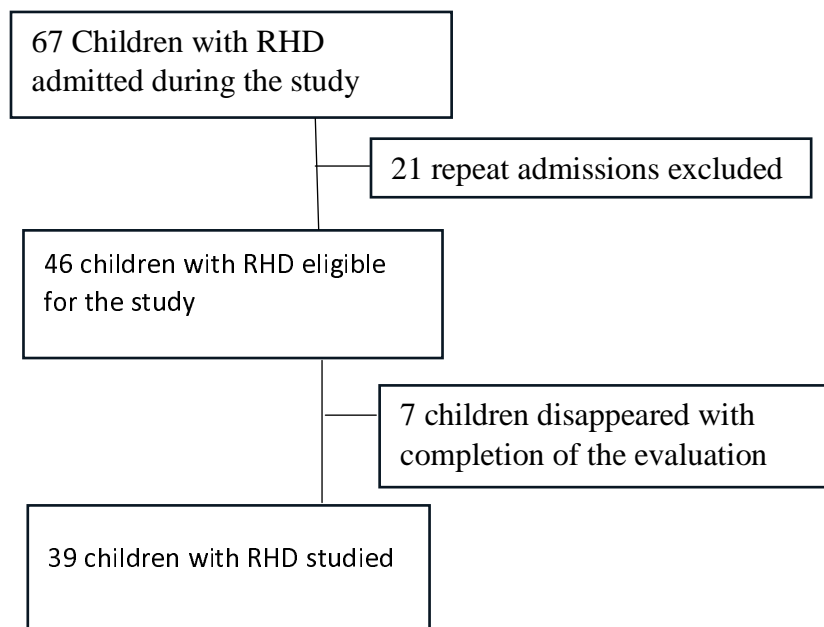 67 Children with RHD
admitted during the study
21 repeat admissions excluded
46 children with RHD eligible
for the study
7 children disappeared with
completion of the evaluation
39 children with RHD studied